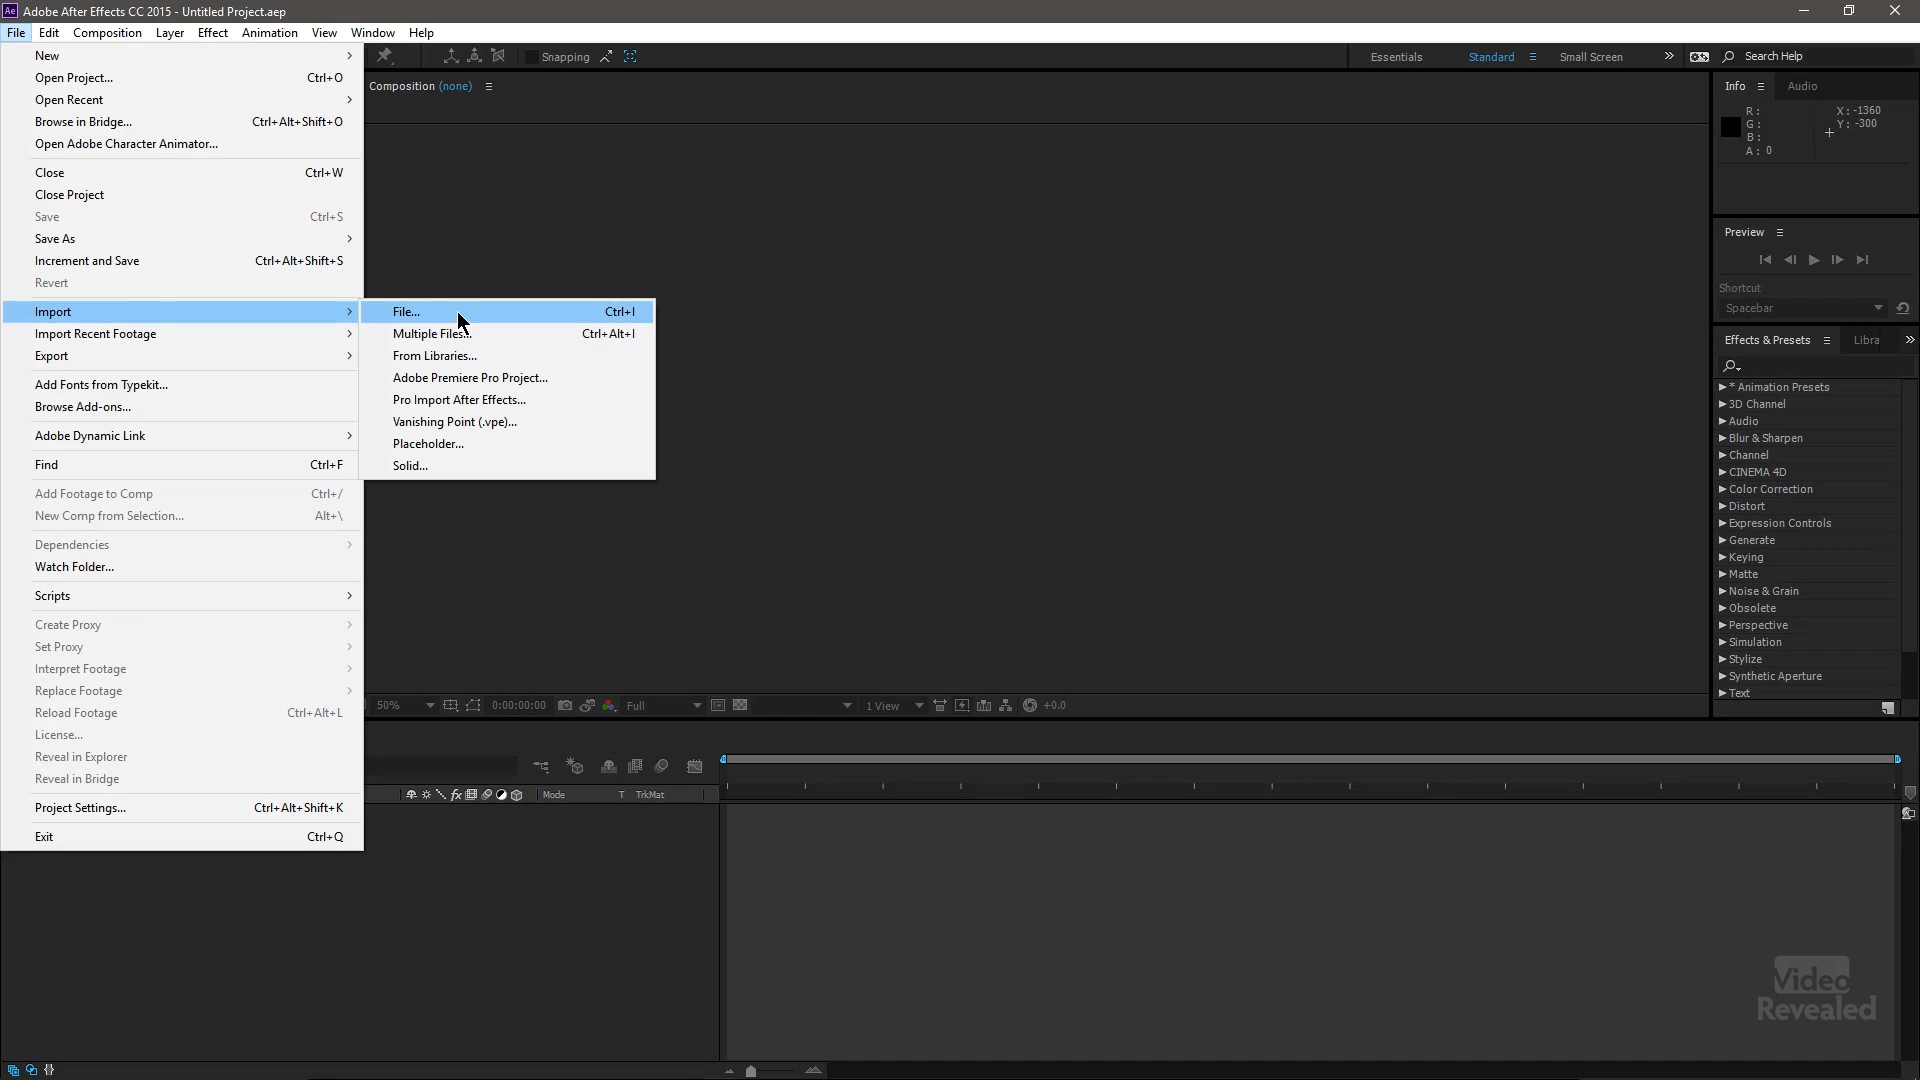 Ae Adobe After Effects CC 2015 - Untitled Project.aep
File Edit Composition Layer Effect Animation View Window Help
New
Open Project... Ctrl+O
Open Recent
Browse in Bridge... Ctrl+Alt+Shift+O
Open Adobe Character Animator...
Close Ctrl+W
Close Project
Save Ctrl+S
Save As
Increment and Save Ctrl+Alt+Shift+S
Revert
Import
Import Recent Footage
Export
Add Fonts from Typekit...
Browse Add-ons...
Adobe Dynamic Link
Find Ctrl+F
Add Footage to Comp Ctrl+/
New Comp from Selection... Alt+\
Dependencies
Watch Folder...
Scripts
Create Proxy
Set Proxy
Interpret Footage
Replace Footage
Reload Footage Ctrl+Alt+L
License...
Reveal in Explorer
Reveal in Bridge
Project Settings... Ctrl+Alt+Shift+K
Exit Ctrl+Q
File... Ctrl+I
Multiple Files... Ctrl+Alt+I
From Libraries...
Adobe Premiere Pro Project...
Pro Import After Effects...
Vanishing Point (.vpe)...
Placeholder...
Solid...
Snapping
Essentials Standard Small Screen Search Help
Composition (none)
Info Audio
R :
G :
B :
A : 0
X : -1360
Y : -300
Preview
Shortcut
Spacebar
Effects & Presets Libra
* Animation Presets
3D Channel
Audio
Blur & Sharpen
Channel
CINEMA 4D
Color Correction
Distort
Expression Controls
Generate
Keying
Matte
Noise & Grain
Obsolete
Perspective
Simulation
Stylize
Synthetic Aperture
Text
50% 0:00:00:00 Full 1 View +0.0
fx Mode T TrkMat
Video
Revealed